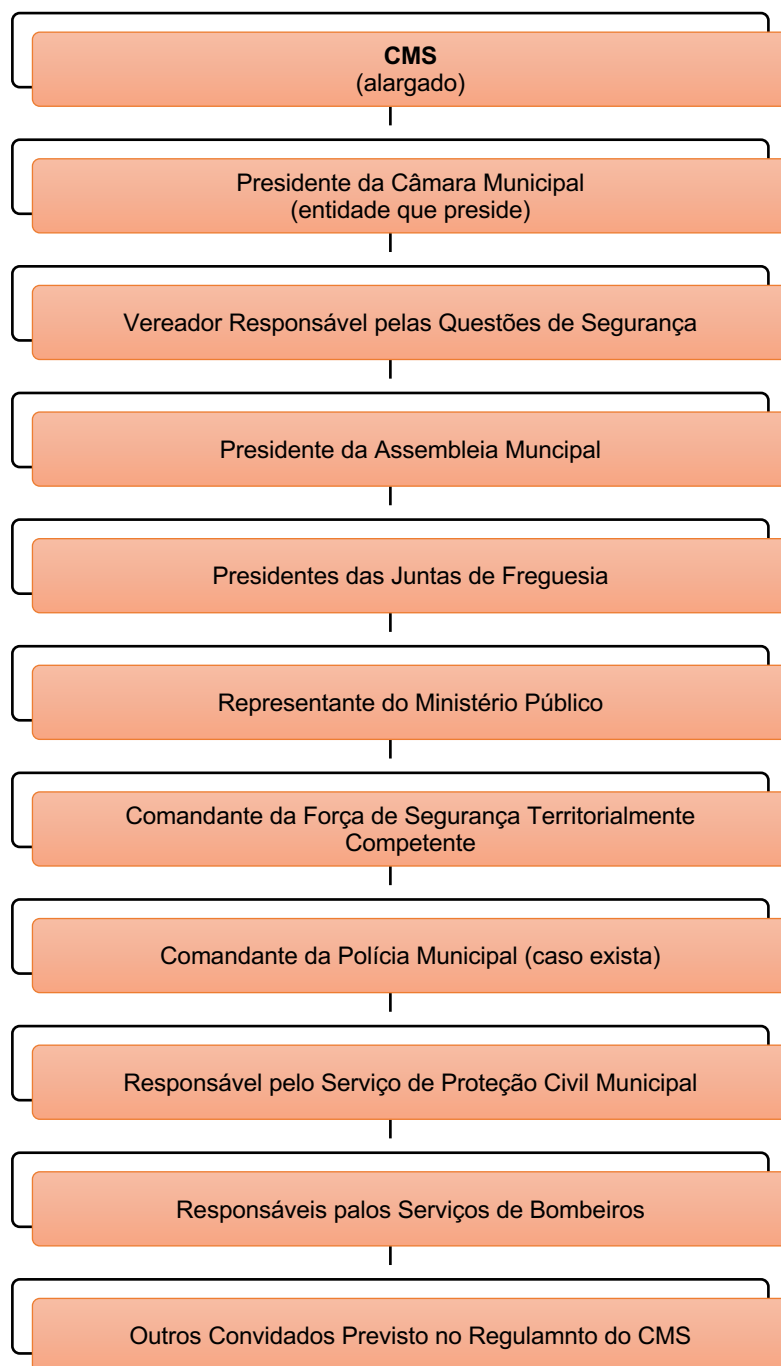 CMS
(alargado)
Presidente da Câmara Municipal
(entidade que preside)
Vereador Responsável pelas Questões de Segurança
Presidente da Assembleia Muncipal
Presidentes das Juntas de Freguesia
Representante do Ministério Público
Comandante da Força de Segurança Territorialmente
Competente
Comandante da Polícia Municipal (caso exista)
Responsável pelo Serviço de Proteção Civil Municipal
Responsáveis palos Serviços de Bombeiros
Outros Convidados Previsto no Regulamnto do CMS